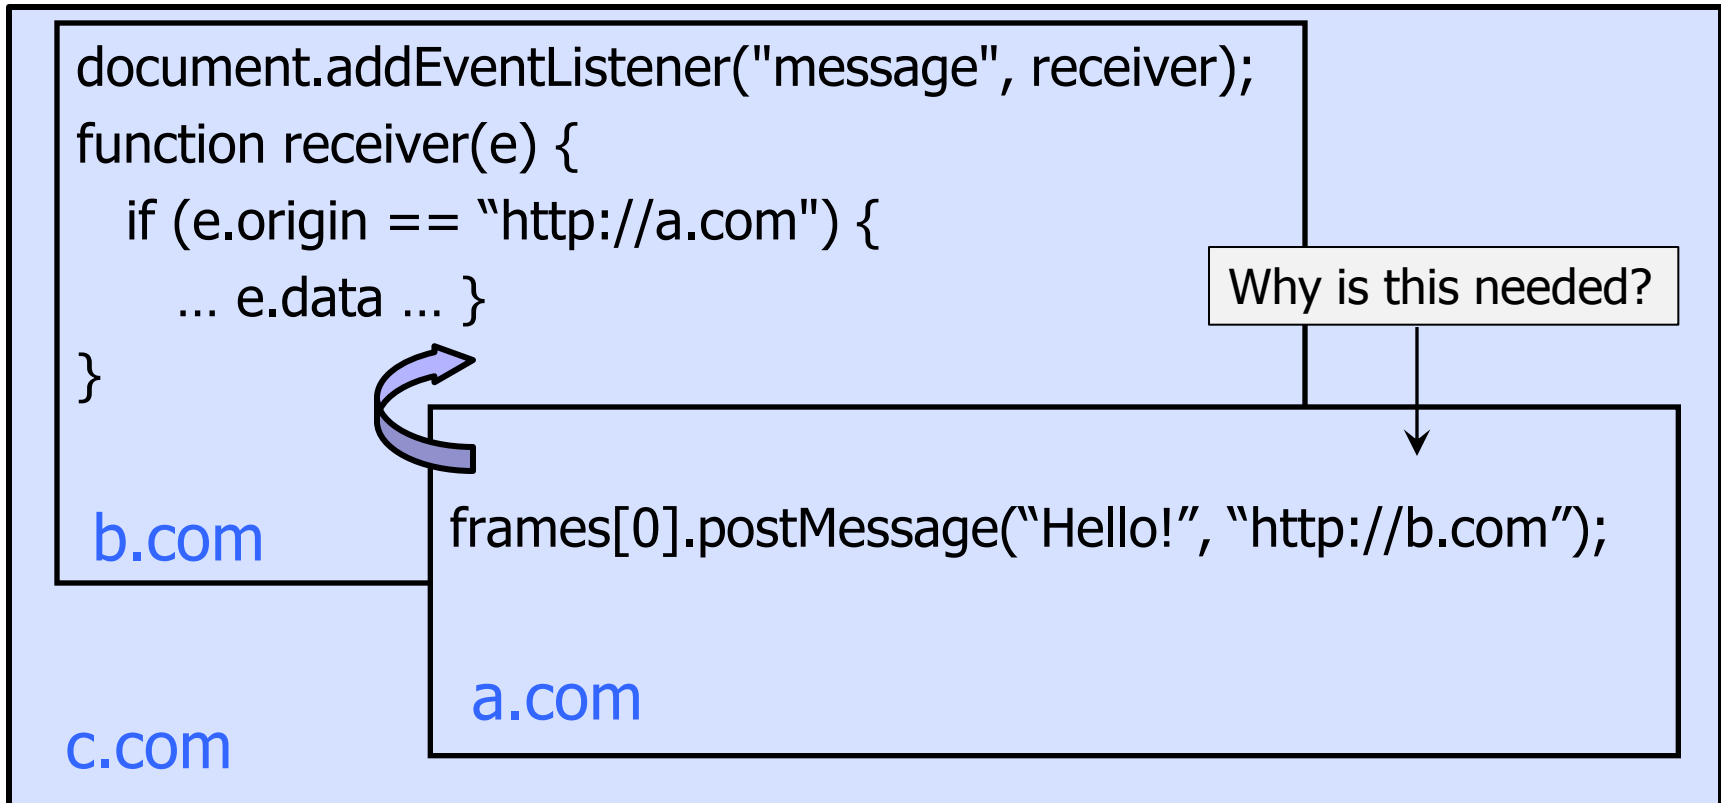 document.addEventListener("message", receiver);
function receiver(e) {
if (e.origin == “http://a.com") {
… e.data … }
}
Why is this needed?
b.com
frames[0].postMessage(“Hello!”, “http://b.com”);
a.com
c.com